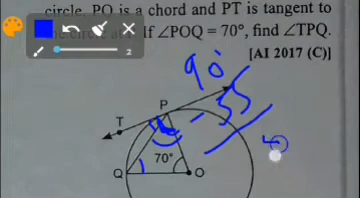 circle, PQ is a chord and PT is tangent to
If ∠POQ = 70°, find ∠TPQ.
[AI 2017 (C)]
2
90°
- 55
P
T
70°
Q
O